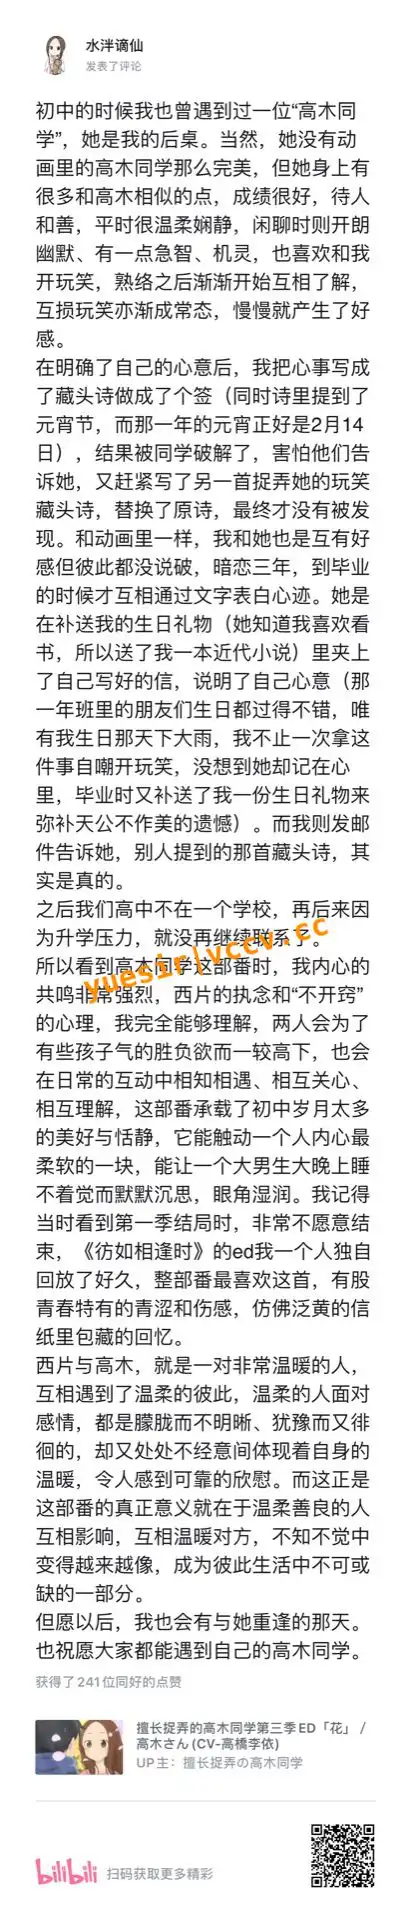 水泮谪仙
发表了评论
初中的时候我也曾遇到过一位“高木同
学”，她是我的后桌。当然，她没有动
画里的高木同学那么完美，但她身上有
很多和高木相似的点，成绩很好，待人
和善，平时很温柔娴静，闲聊时则开朗
幽默、有一点急智、机灵，也喜欢和我
开玩笑，熟络之后渐渐开始互相了解，
互损玩笑亦渐成常态，慢慢就产生了好
感。
在明确了自己的心意后，我把心事写成
了藏头诗做成了个签（同时诗里提到了
元宵节，而那一年的元宵正好是2月14
日），结果被同学破解了，害怕他们告
诉她，又赶紧写了另一首捉弄她的玩笑
藏头诗，替换了原诗，最终才没有被发
现。和动画里一样，我和她也是互有好
感但彼此都没说破，暗恋三年，到毕业
的时候才互相通过文字表白心迹。她是
在补送我的生日礼物（她知道我喜欢看
书，所以送了我一本近代小说）里夹上
了自己写好的信，说明了自己心意（那
一年班里的朋友们生日都过得不错，唯
有我生日那天下大雨，我不止一次拿这
件事自嘲开玩笑，没想到她却记在心
里，毕业时又补送了我一份生日礼物来
弥补天公不作美的遗憾）。而我则发邮
件告诉她，别人提到的那首藏头诗，其
实是真的。
之后我们高中不在一个学校，再后来因
为升学压力，就没再继续联系了。
yuesir|vccv.cc
所以看到高木同学这部番时，我内心的
共鸣非常强烈，西片的执念和“不开窍”
的心理，我完全能够理解，两人会为了
有些孩子气的胜负欲而一较高下，也会
在日常的互动中相知相遇、相互关心、
相互理解，这部番承载了初中岁月太多
的美好与恬静，它能触动一个人内心最
柔软的一块，能让一个大男生大晚上睡
不着觉而默默沉思，眼角湿润。我记得
当时看到第一季结局时，非常不愿意结
束，《彷如相逢时》的ed我一个人独自
回放了好久，整部番最喜欢这首，有股
青春特有的青涩和伤感，仿佛泛黄的信
纸里包藏的回忆。
西片与高木，就是一对非常温暖的人，
互相遇到了温柔的彼此，温柔的人面对
感情，都是朦胧而不明晰、犹豫而又徘
徊的，却又处处不经意间体现着自身的
温暖，令人感到可靠的欣慰。而这正是
这部番的真正意义就在于温柔善良的人
互相影响，互相温暖对方，不知不觉中
变得越来越像，成为彼此生活中不可或
缺的一部分。
但愿以后，我也会有与她重逢的那天。
也祝愿大家都能遇到自己的高木同学。
获得了241位同好的点赞
擅长捉弄的高木同学第三季ED「花」 /
高木さん(CV-高橋李依)
UP主：擅长捉弄の高木同学
bilibili 扫码获取更多精彩